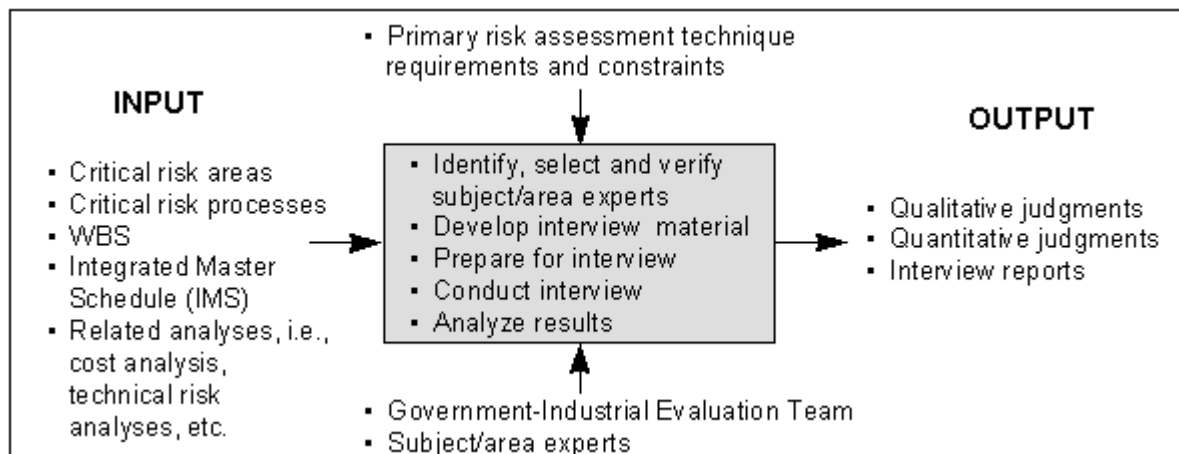 ▪ Primary risk assessment technique
requirements and constraints
INPUT
▪ Critical risk areas
▪ Critical risk processes
▪ WBS
▪ Integrated Master
Schedule (IMS)
▪ Related analyses, i.e.,
cost analysis,
technical risk
analyses, etc.
▪ Identify, select and verify
subject/area experts
▪ Develop interview material
▪ Prepare for interview
▪ Conduct interview
▪ Analyze results
▪ Government-Industrial Evaluation Team
▪ Subject/area experts
OUTPUT
▪ Qualitative judgments
▪ Quantitative judgments
▪ Interview reports